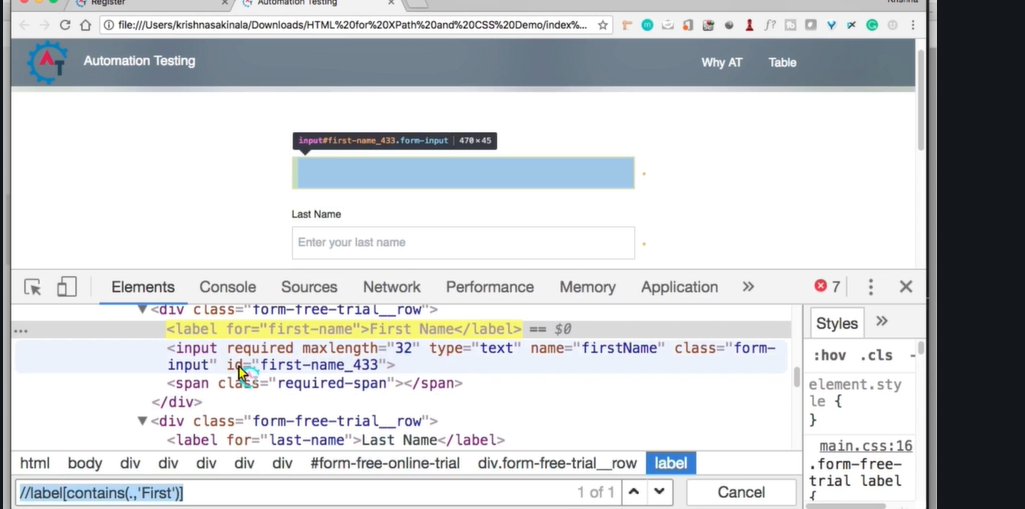 Register
Automation Testing
Krishna
file:///Users/krishnasakinala/Downloads/HTML%20for%20XPath%20and%20CSS%20Demo/index%...
AT
Automation Testing
Why AT
Table
input#first-name_433.form-input | 470×45
Last Name
Enter your last name
Elements Console Sources Network Performance Memory Application » 7
<div class="form-free-trial__row">
... <label for="first-name">First Name</label> == $0
<input required maxlength="32" type="text" name="firstName" class="form-
input" id="first-name_433">
<span class="required-span"></span>
</div>
<div class="form-free-trial__row">
<label for="last-name">Last Name</label>
html body div div div div div #form-free-online-trial div.form-free-trial__row label
//label[contains(.,'First')] 1 of 1 Cancel
Styles »
:hov .cls
element.sty
le {
}
main.css:16
.form-free-
trial label
{